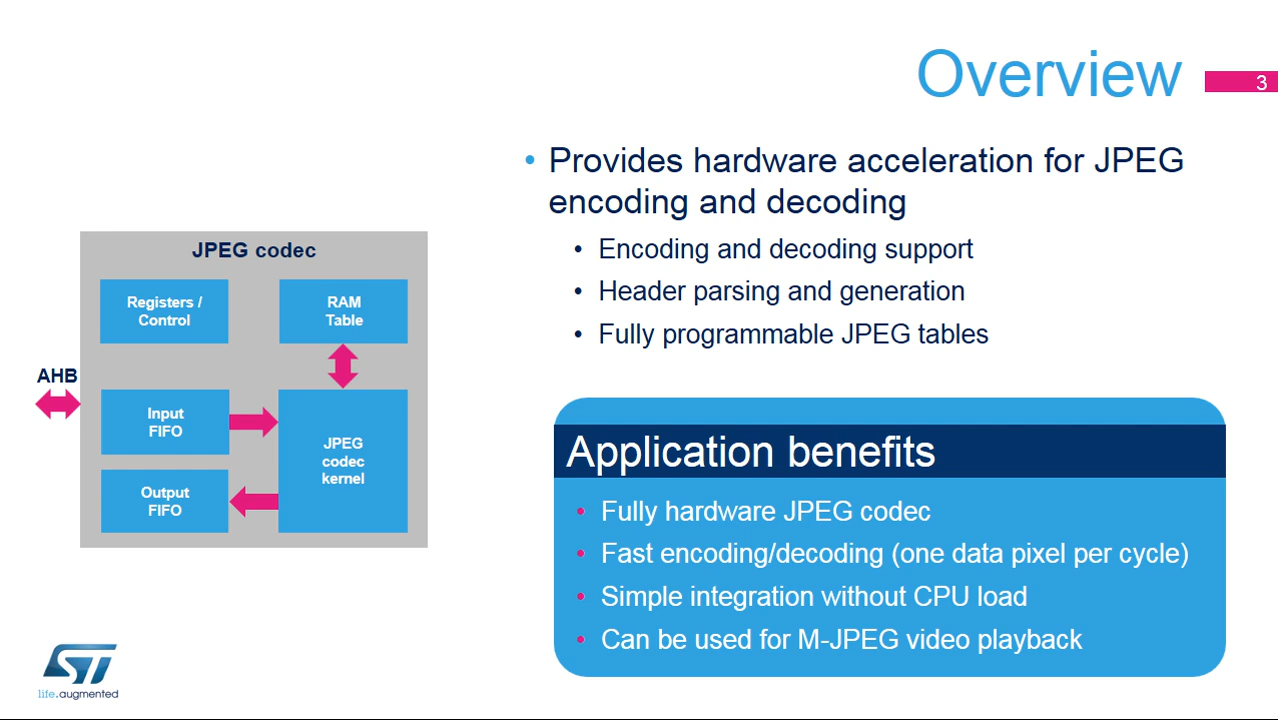 Overview
3
• Provides hardware acceleration for JPEG
encoding and decoding
• Encoding and decoding support
• Header parsing and generation
• Fully programmable JPEG tables
JPEG codec
Registers /
Control
RAM
Table
AHB
Input
FIFO
JPEG
codec
kernel
Output
FIFO
Application benefits
• Fully hardware JPEG codec
• Fast encoding/decoding (one data pixel per cycle)
• Simple integration without CPU load
• Can be used for M-JPEG video playback
ST
life.augmented